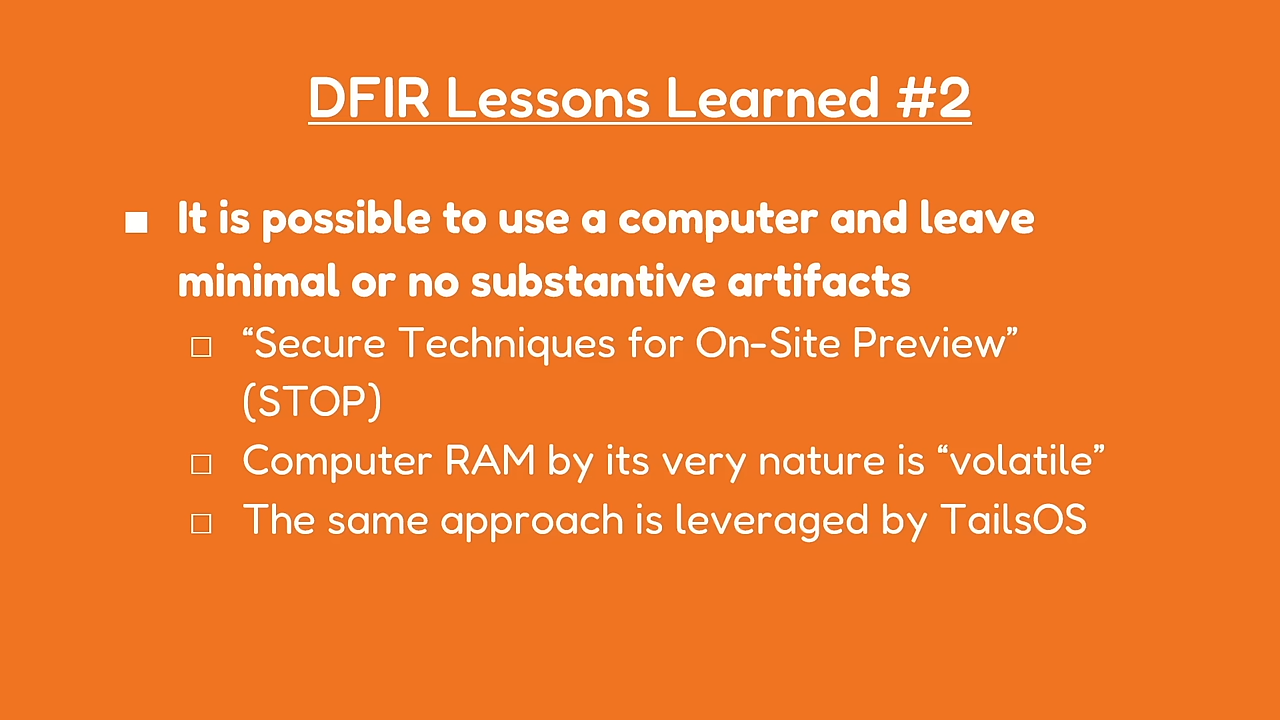 DFIR Lessons Learned #2
It is possible to use a computer and leave
minimal or no substantive artifacts
“Secure Techniques for On-Site Preview”
(STOP)
Computer RAM by its very nature is “volatile”
The same approach is leveraged by TailsOS